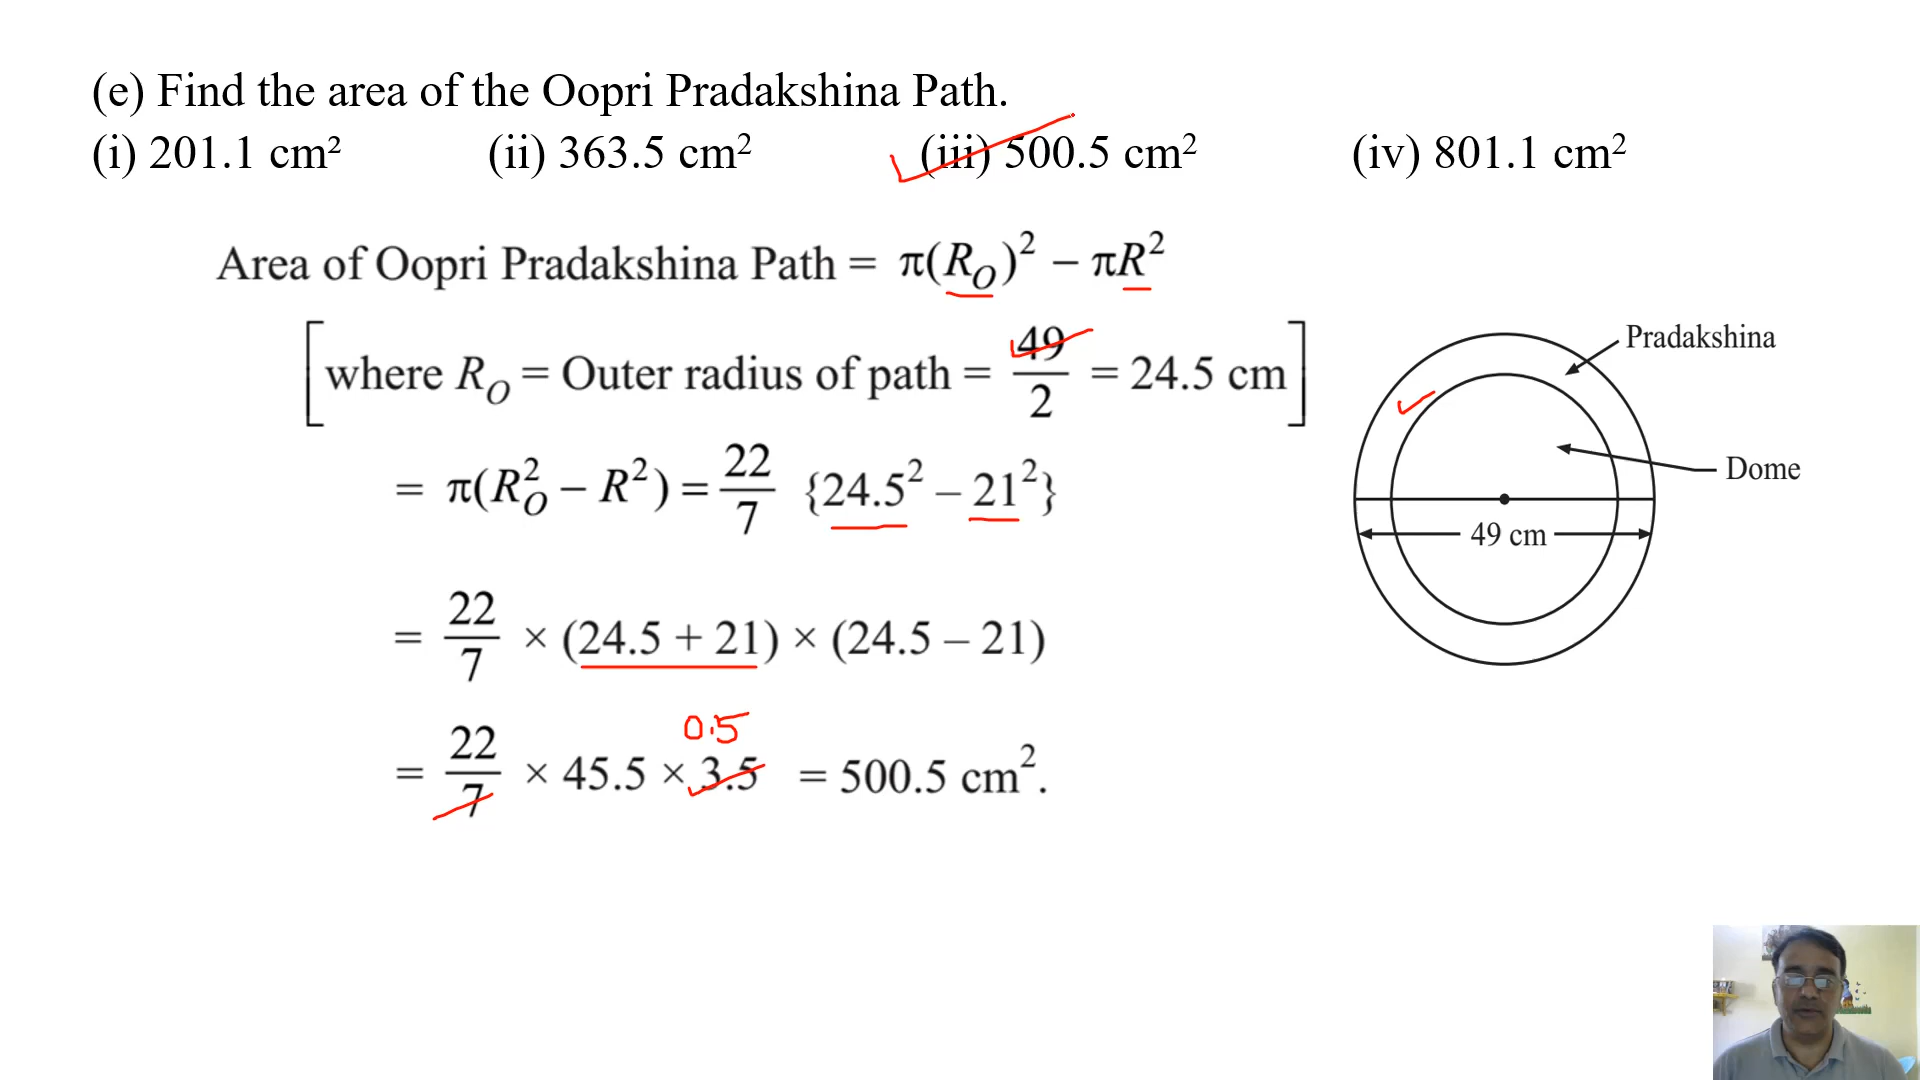 (e) Find the area of the Oopri Pradakshina Path.
(i) 201.1 cm² (ii) 363.5 cm² (iii) 500.5 cm² (iv) 801.1 cm²
Area of Oopri Pradakshina Path = π(R_O)² – πR²
[where R_O = Outer radius of path = 49/2 = 24.5 cm]
= π(R_O² – R²) = 22/7 {24.5² – 21²}
= 22/7 × (24.5 + 21) × (24.5 – 21)
0.5
= 22/7 × 45.5 × 3.5 = 500.5 cm².
Pradakshina
Dome
49 cm